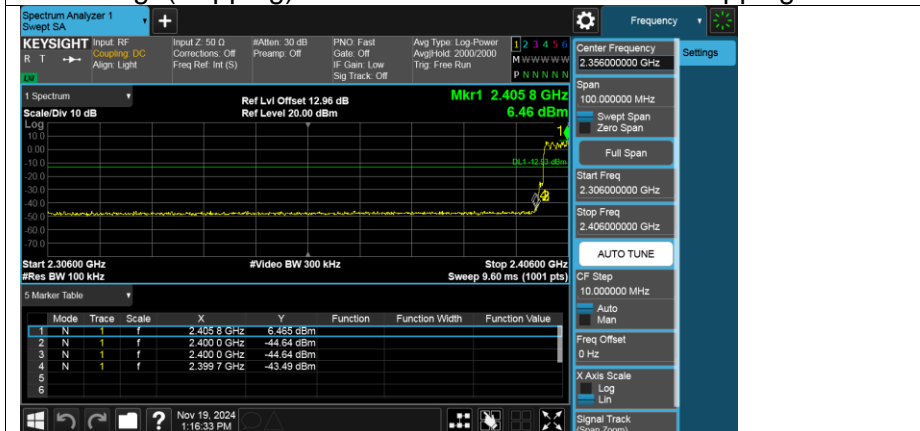 Spectrum Analyzer 1
Swept SA
+
Frequency
KEYSIGHT
R T
LXI
Input: RF
Coupling: DC
Align: Light
Input Z: 50 Ω
Corrections: Off
Freq Ref: Int (S)
#Atten: 30 dB
Preamp: Off
PNO: Fast
Gate: Off
IF Gain: Low
Sig Track: Off
Avg Type: Log-Power
Avg|Hold: 2000/2000
Trig: Free Run
1 2 3 4 5 6
M W W W W W
P N N N N N
Center Frequency
2.356000000 GHz
Settings
1 Spectrum
Scale/Div 10 dB
Ref Lvl Offset 12.96 dB
Ref Level 20.00 dBm
Mkr1 2.405 8 GHz
6.46 dBm
Span
100.000000 MHz
Swept Span
Zero Span
Full Span
Start Freq
2.306000000 GHz
Stop Freq
2.406000000 GHz
AUTO TUNE
CF Step
10.000000 MHz
Auto
Man
Freq Offset
0 Hz
X Axis Scale
Log
Lin
Signal Track
(Span Zoom)
Log
10.0
0.00
-10.0
-20.0
-30.0
-40.0
-50.0
-60.0
-70.0
1
Start 2.30600 GHz
#Res BW 100 kHz
#Video BW 300 kHz
Stop 2.40600 GHz
Sweep 9.60 ms (1001 pts)
5 Marker Table
Mode Trace Scale X Y Function Function Width Function Value
1 N 1 f 2.405 8 GHz 6.465 dBm
2 N 1 f 2.400 0 GHz -44.64 dBm
3 N 1 f 2.400 0 GHz -44.64 dBm
4 N 1 f 2.399 7 GHz -43.49 dBm
5
6
?
Nov 19, 2024
1:16:33 PM